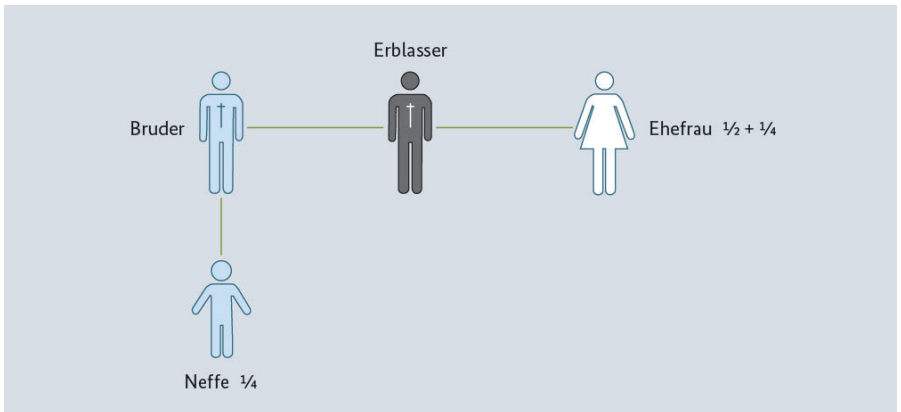 Erblasser
Bruder
Ehefrau ½ + ¼
Neffe ¼